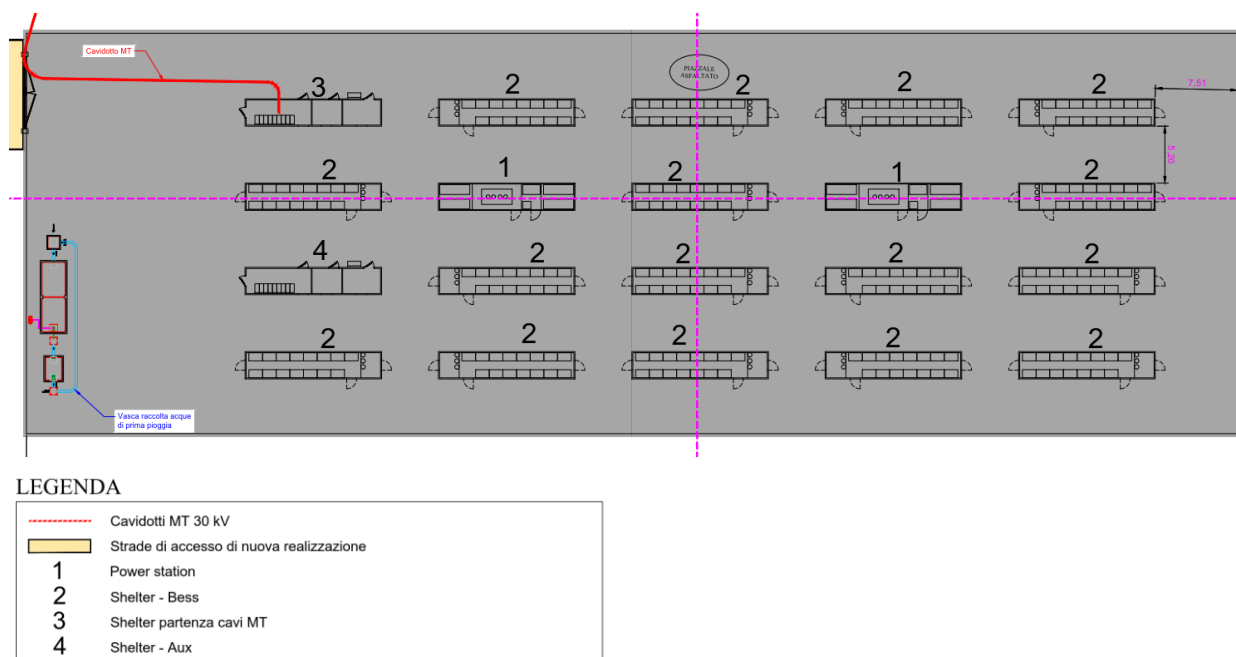 Cavidotto MT
PIAZZALE
ASFALTATO
3
2
2
2
2
7,51
5,20
2
1
2
1
2
4
2
2
2
2
2
2
2
2
2
Vasca raccolta acque
di prima pioggia
LEGENDA
Cavidotti MT 30 kV
Strade di accesso di nuova realizzazione
1 Power station
2 Shelter - Bess
3 Shelter partenza cavi MT
4 Shelter - Aux